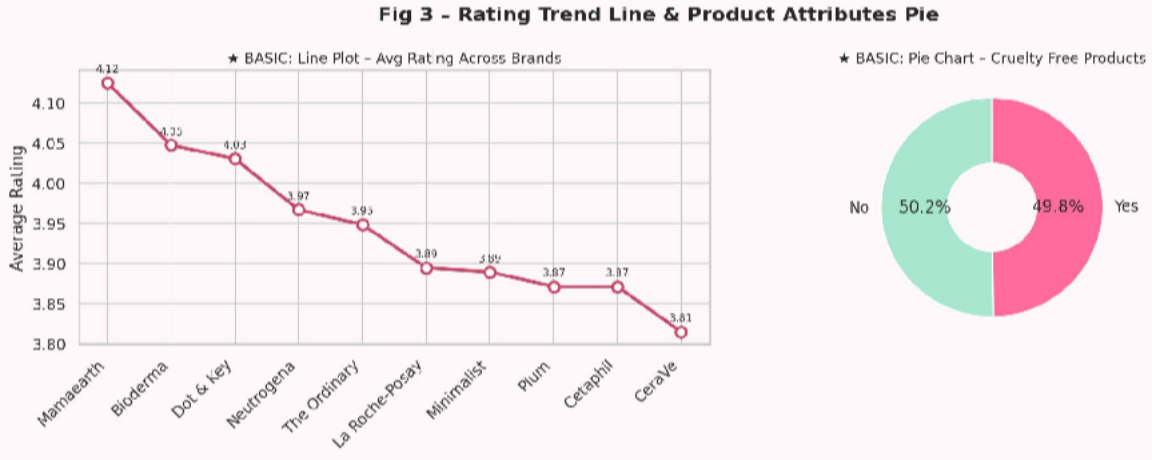 Fig 3 – Rating Trend Line & Product Attributes Pie
★ BASIC: Line Plot – Avg Rating Across Brands
4.12
4.03
3.97
3.95
3.89
3.89
3.87
3.87
3.81
4.10
4.05
4.00
3.95
3.90
3.85
3.80
Average Rating
Mamaearth
Bioderma
Dot & Key
Neutrogena
The Ordinary
La Roche-Posay
Minimalist
Plum
Cetaphil
CeraVe
★ BASIC: Pie Chart – Cruelty Free Products
No
50.2%
49.8%
Yes